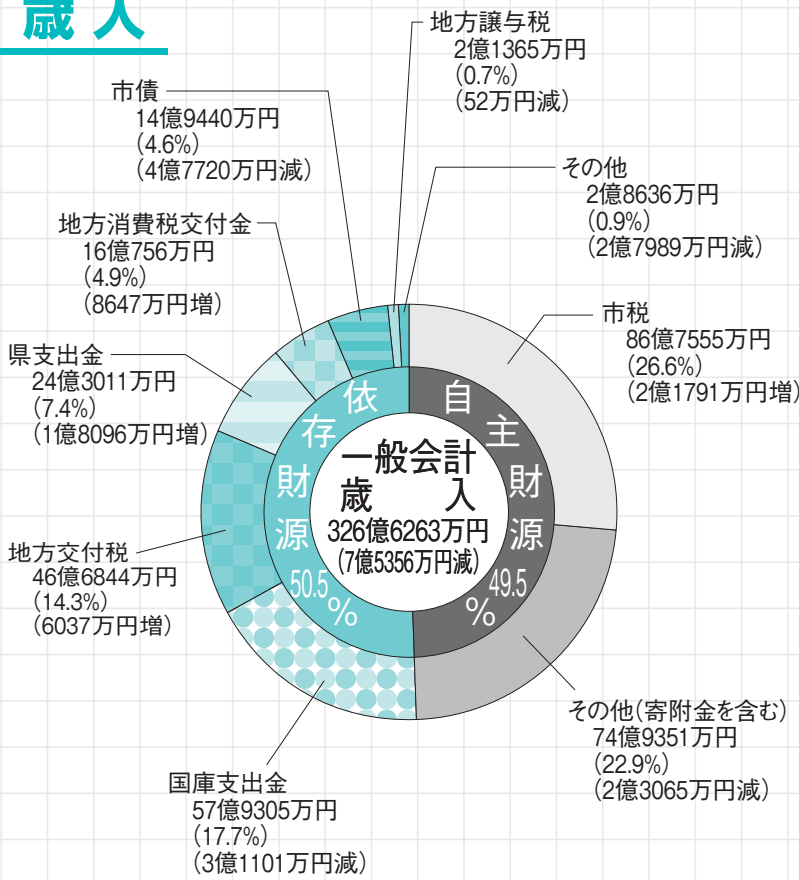 歳入
地方譲与税
2億1365万円
(0.7%)
(52万円減)
市債
14億9440万円
(4.6%)
(4億7720万円減)
その他
2億8636万円
(0.9%)
(2億7989万円減)
地方消費税交付金
16億756万円
(4.9%)
(8647万円増)
市税
86億7555万円
(26.6%)
(2億1791万円増)
県支出金
24億3011万円
(7.4%)
(1億8096万円増)
依存財源
50.5%
自主財源
49.5%
一般会計
歳入
326億6263万円
(7億5356万円減)
地方交付税
46億6844万円
(14.3%)
(6037万円増)
その他(寄附金を含む)
74億9351万円
(22.9%)
(2億3065万円減)
国庫支出金
57億9305万円
(17.7%)
(3億1101万円減)